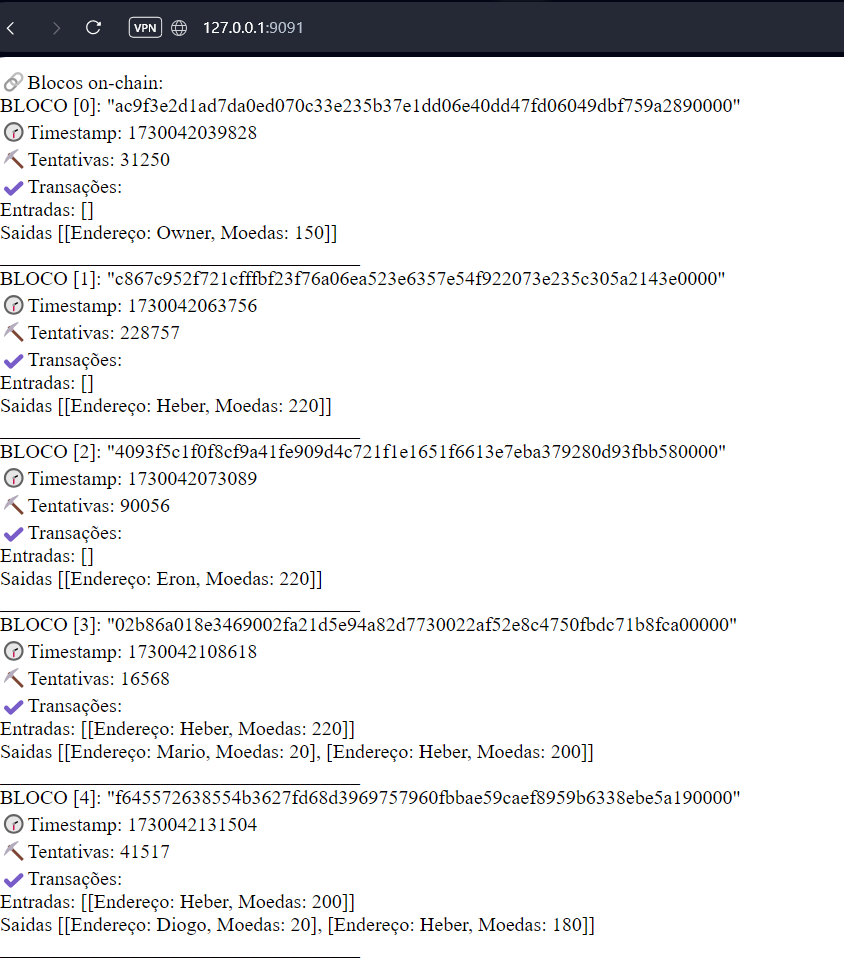 VPN 127.0.0.1:9091
Blocos on-chain:
BLOCO [0]: "ac9f3e2d1ad7da0ed070c33e235b37e1dd06e40dd47fd06049dbf759a2890000"
Timestamp: 1730042039828
Tentativas: 31250
Transações:
Entradas: []
Saidas [[Endereço: Owner, Moedas: 150]]
BLOCO [1]: "c867c952f721cfffbf23f76a06ea523e6357e54f922073e235c305a2143e0000"
Timestamp: 1730042063756
Tentativas: 228757
Transações:
Entradas: []
Saidas [[Endereço: Heber, Moedas: 220]]
BLOCO [2]: "4093f5c1f0f8cf9a41fe909d4c721f1e1651f6613e7eba379280d93fbb580000"
Timestamp: 1730042073089
Tentativas: 90056
Transações:
Entradas: []
Saidas [[Endereço: Eron, Moedas: 220]]
BLOCO [3]: "02b86a018e3469002fa21d5e94a82d7730022af52e8c4750fbdc71b8fca00000"
Timestamp: 1730042108618
Tentativas: 16568
Transações:
Entradas: [[Endereço: Heber, Moedas: 220]]
Saidas [[Endereço: Mario, Moedas: 20], [Endereço: Heber, Moedas: 200]]
BLOCO [4]: "f645572638554b3627fd68d3969757960fbbae59caef8959b6338ebe5a190000"
Timestamp: 1730042131504
Tentativas: 41517
Transações:
Entradas: [[Endereço: Heber, Moedas: 200]]
Saidas [[Endereço: Diogo, Moedas: 20], [Endereço: Heber, Moedas: 180]]